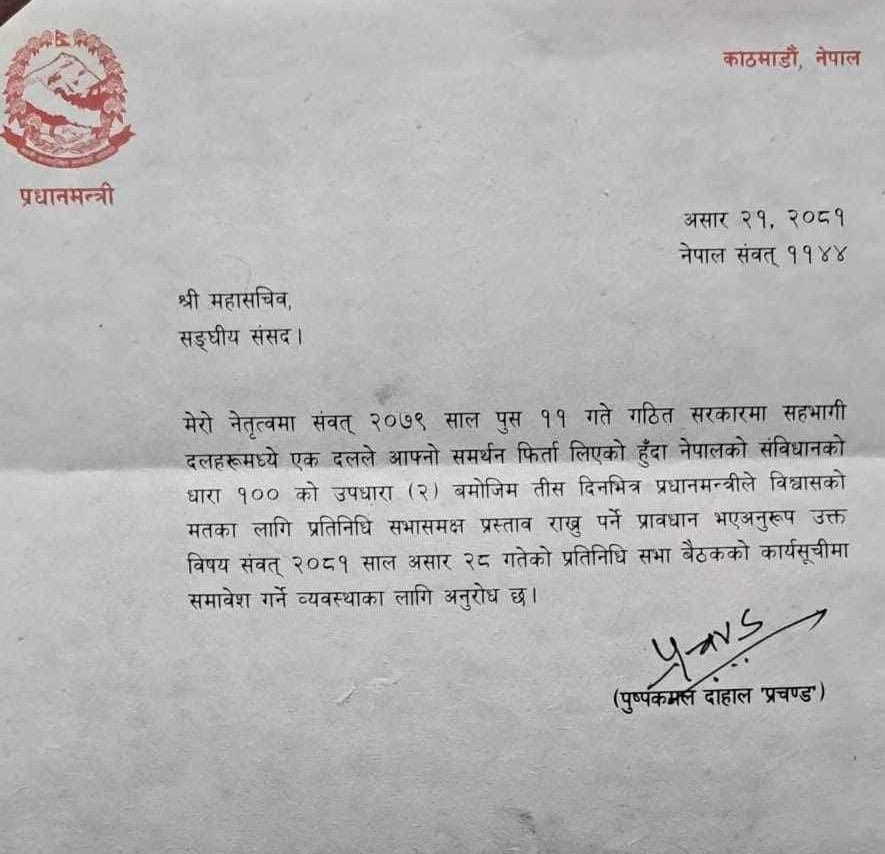 काठमाडौं, नेपाल
प्रधानमन्त्री
असार २१, २०८१
नेपाल संवत् ११४४
श्री महासचिव,
सङ्घीय संसद ।
मेरो नेतृत्वमा संवत् २०७९ साल पुस ११ गते गठित सरकारमा सहभागी
दलहरूमध्ये एक दलले आफ्नो समर्थन फिर्ता लिएको हुँदा नेपालको संविधानको
धारा १०० को उपधारा (२) बमोजिम तीस दिनभित्र प्रधानमन्त्रीले विश्वासको
मतका लागि प्रतिनिधि सभासमक्ष प्रस्ताव राख्नु पर्ने प्रावधान भएअनुरूप उक्त
विषय संवत् २०८१ साल असार २८ गतेको प्रतिनिधि सभा बैठकको कार्यसूचीमा
समावेश गर्ने व्यवस्थाका लागि अनुरोध छ ।
(पुष्पकमल दाहाल 'प्रचण्ड')